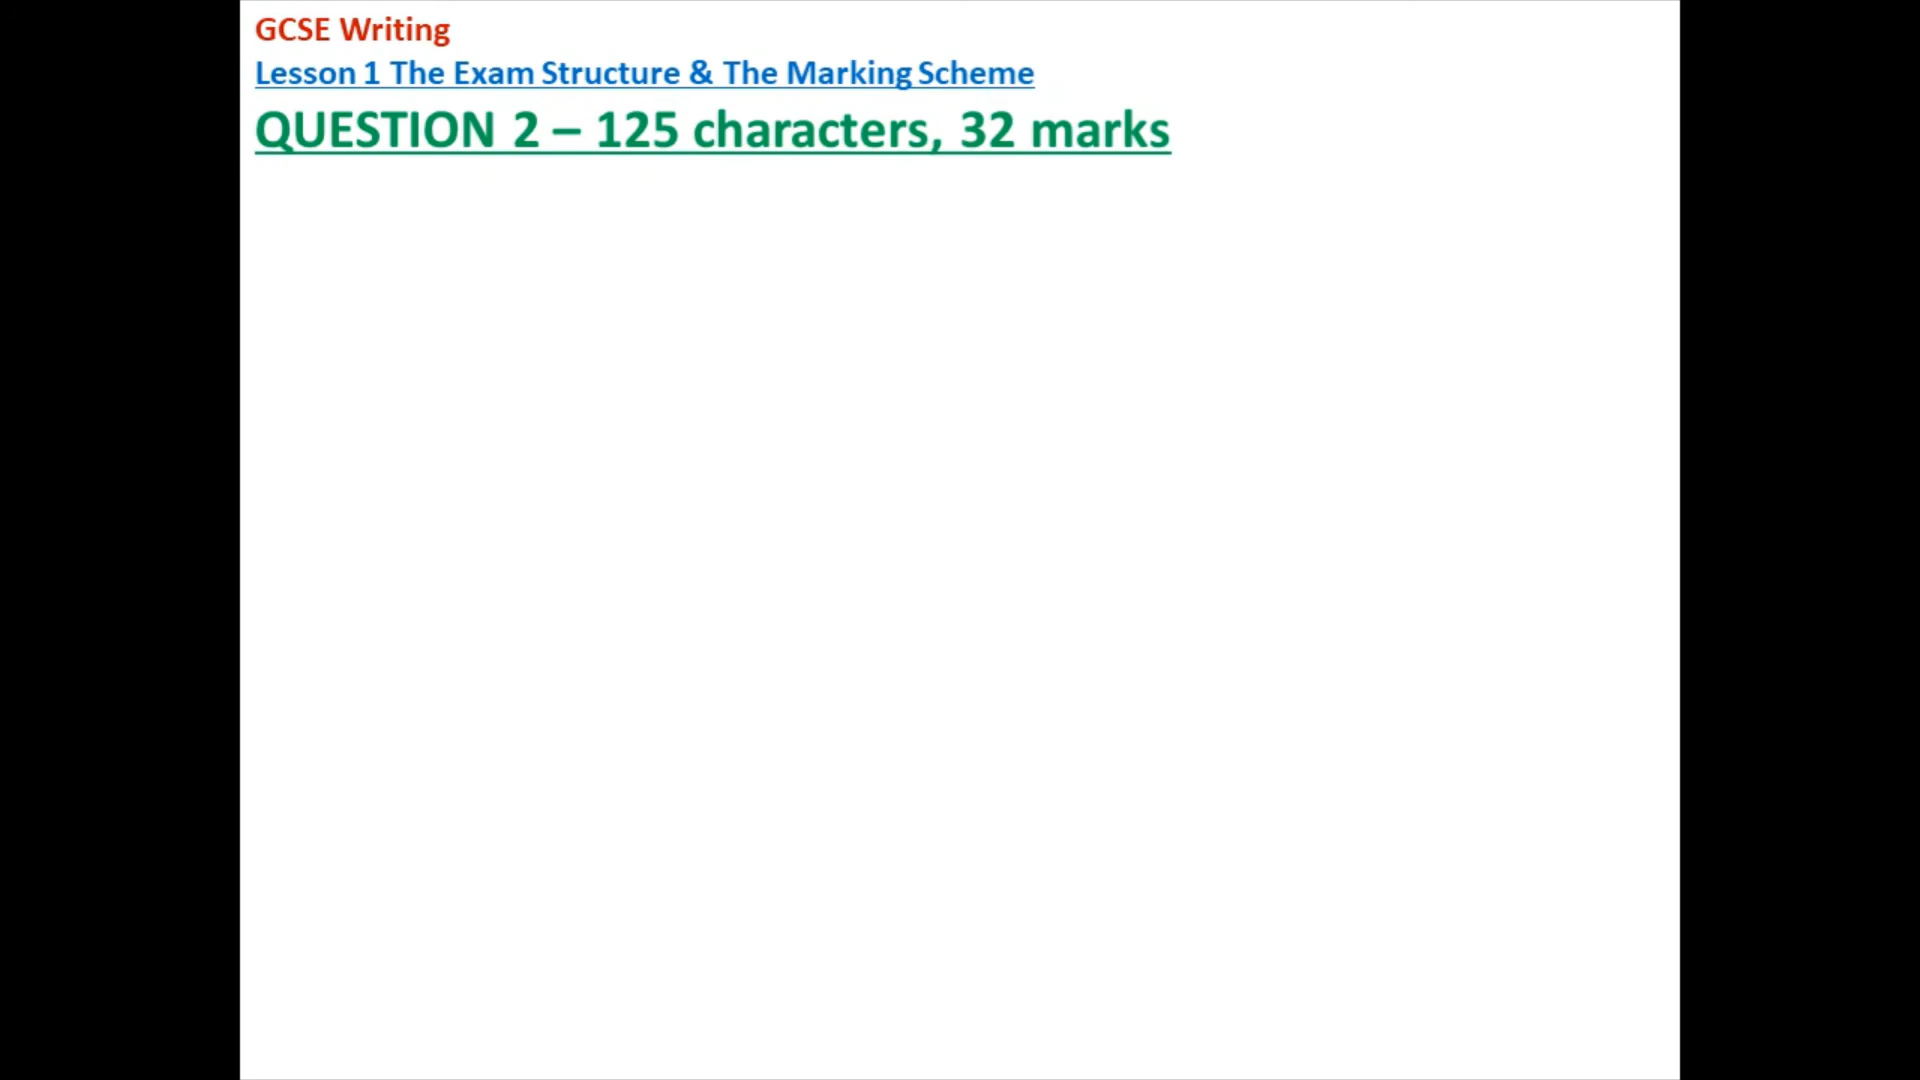 GCSE Writing
Lesson 1 The Exam Structure & The Marking Scheme
QUESTION 2 – 125 characters, 32 marks